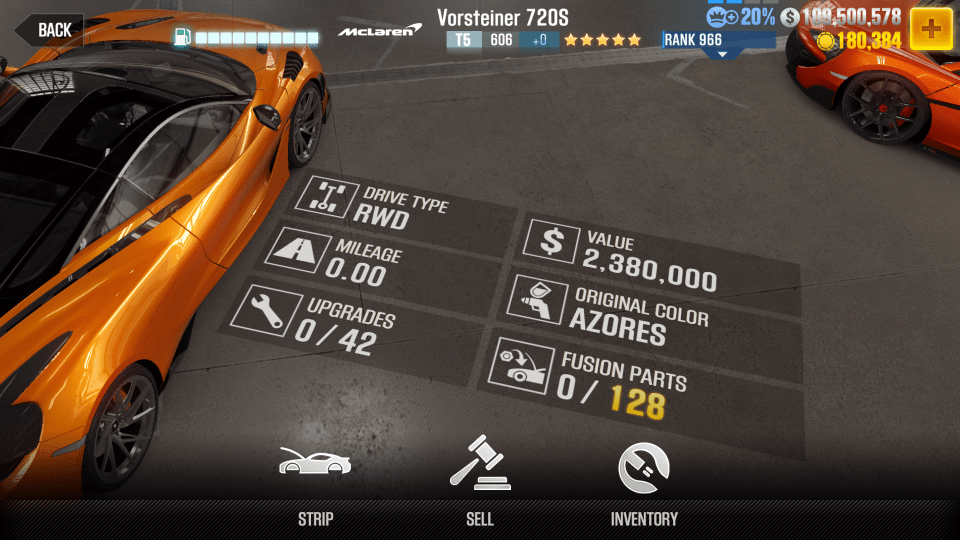 BACK
McLaren
Vorsteiner 720S
T5 606 +0
RANK 966
20%
$ 199,500,578
180,384
DRIVE TYPE
RWD
MILEAGE
0.00
UPGRADES
0 / 42
$ VALUE
2,380,000
ORIGINAL COLOR
AZORES
FUSION PARTS
0 / 128
STRIP
SELL
INVENTORY